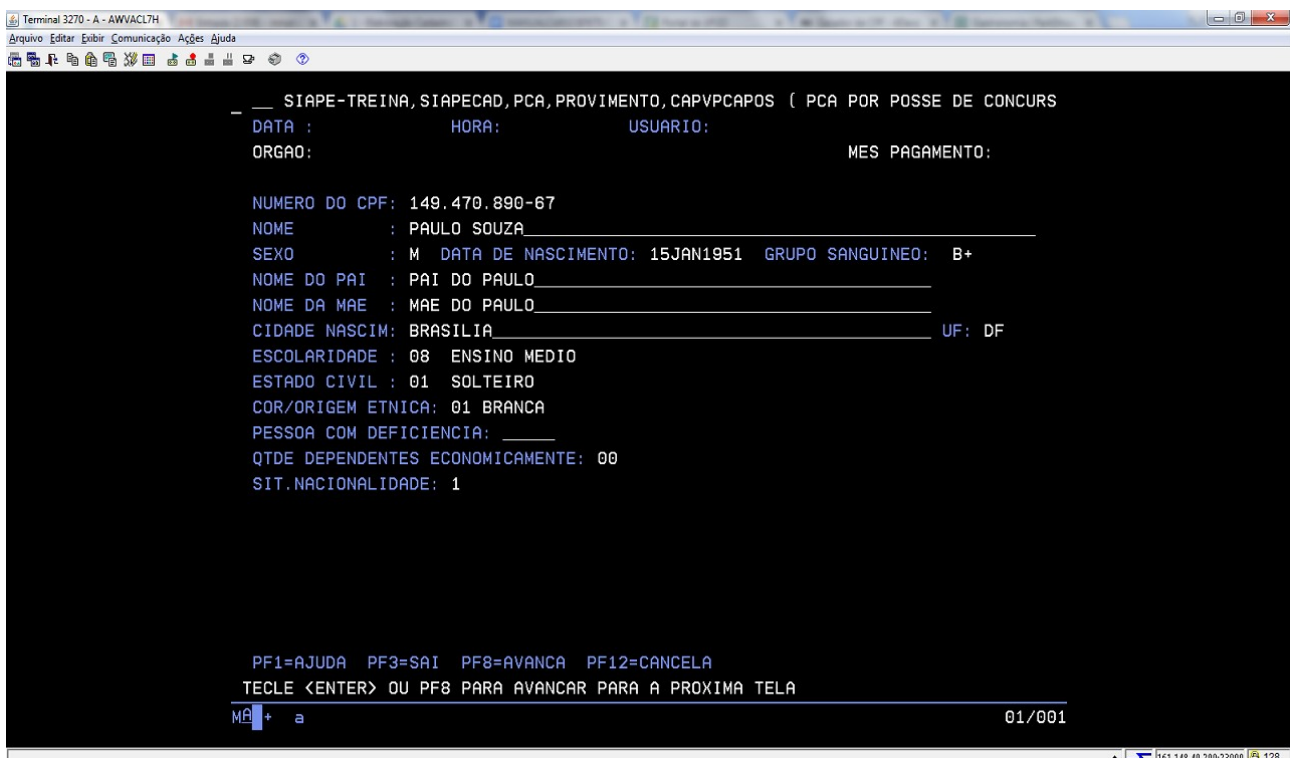 Terminal 3270 - A - AWVACL7H
Arquivo Editar Exibir Comunicação Ações Ajuda
__ SIAPE-TREINA,SIAPECAD,PCA,PROVIMENTO,CAPVPCAPOS ( PCA POR POSSE DE CONCURS
DATA : HORA: USUARIO:
ORGAO: MES PAGAMENTO:
NUMERO DO CPF: 149.470.890-67
NOME : PAULO SOUZA
SEXO : M DATA DE NASCIMENTO: 15JAN1951 GRUPO SANGUINEO: B+
NOME DO PAI : PAI DO PAULO
NOME DA MAE : MAE DO PAULO
CIDADE NASCIM: BRASILIA UF: DF
ESCOLARIDADE : 08 ENSINO MEDIO
ESTADO CIVIL : 01 SOLTEIRO
COR/ORIGEM ETNICA: 01 BRANCA
PESSOA COM DEFICIENCIA: _____
QTDE DEPENDENTES ECONOMICAMENTE: 00
SIT.NACIONALIDADE: 1
PF1=AJUDA PF3=SAI PF8=AVANCA PF12=CANCELA
TECLE <ENTER> OU PF8 PARA AVANCAR PARA A PROXIMA TELA
MA + a 01/001